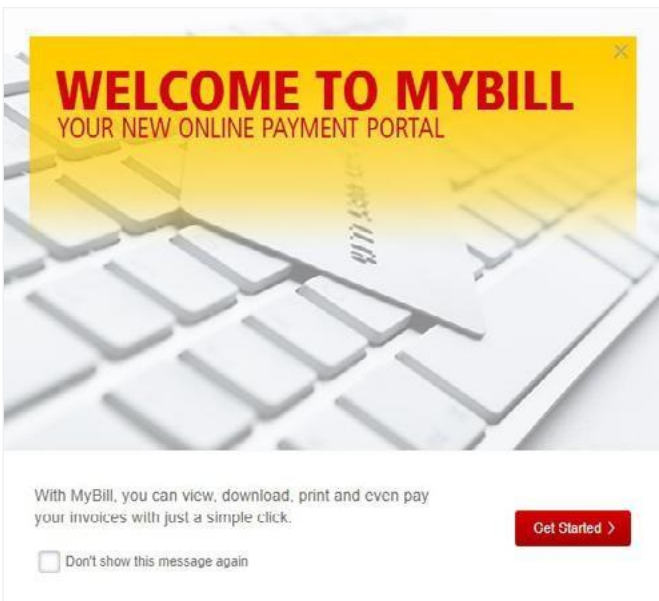 WELCOME TO MYBILL
YOUR NEW ONLINE PAYMENT PORTAL
With MyBill, you can view, download, print and even pay
your invoices with just a simple click.
Get Started >
Don't show this message again